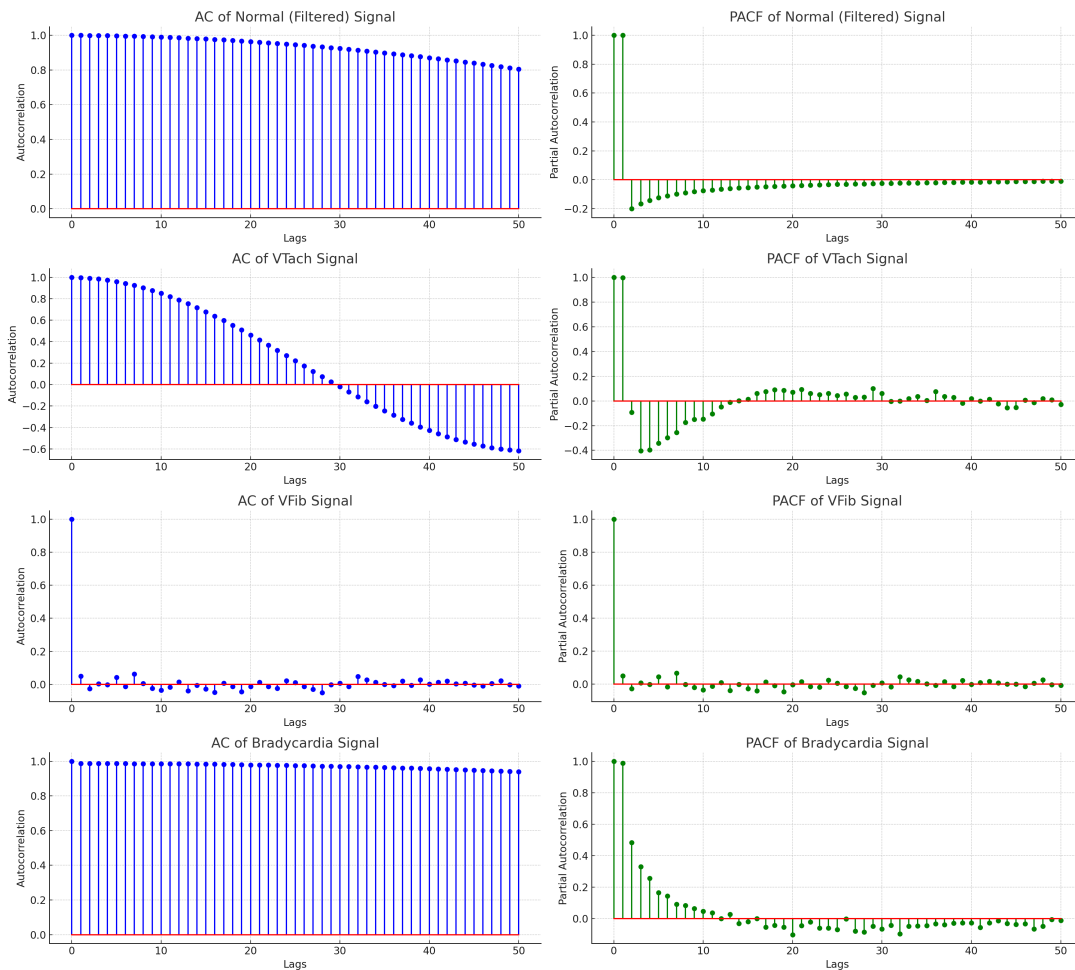 AC of Normal (Filtered) Signal
Autocorrelation
1.0
0.8
0.6
0.4
0.2
0.0
0 10 20 30 40 50
Lags
PACF of Normal (Filtered) Signal
Partial Autocorrelation
1.0
0.8
0.6
0.4
0.2
0.0
−0.2
0 10 20 30 40 50
Lags
AC of VTach Signal
Autocorrelation
1.0
0.8
0.6
0.4
0.2
0.0
−0.2
−0.4
−0.6
0 10 20 30 40 50
Lags
PACF of VTach Signal
Partial Autocorrelation
1.0
0.8
0.6
0.4
0.2
0.0
−0.2
−0.4
0 10 20 30 40 50
Lags
AC of VFib Signal
Autocorrelation
1.0
0.8
0.6
0.4
0.2
0.0
0 10 20 30 40 50
Lags
PACF of VFib Signal
Partial Autocorrelation
1.0
0.8
0.6
0.4
0.2
0.0
0 10 20 30 40 50
Lags
AC of Bradycardia Signal
Autocorrelation
1.0
0.8
0.6
0.4
0.2
0.0
0 10 20 30 40 50
Lags
PACF of Bradycardia Signal
Partial Autocorrelation
1.0
0.8
0.6
0.4
0.2
0.0
0 10 20 30 40 50
Lags